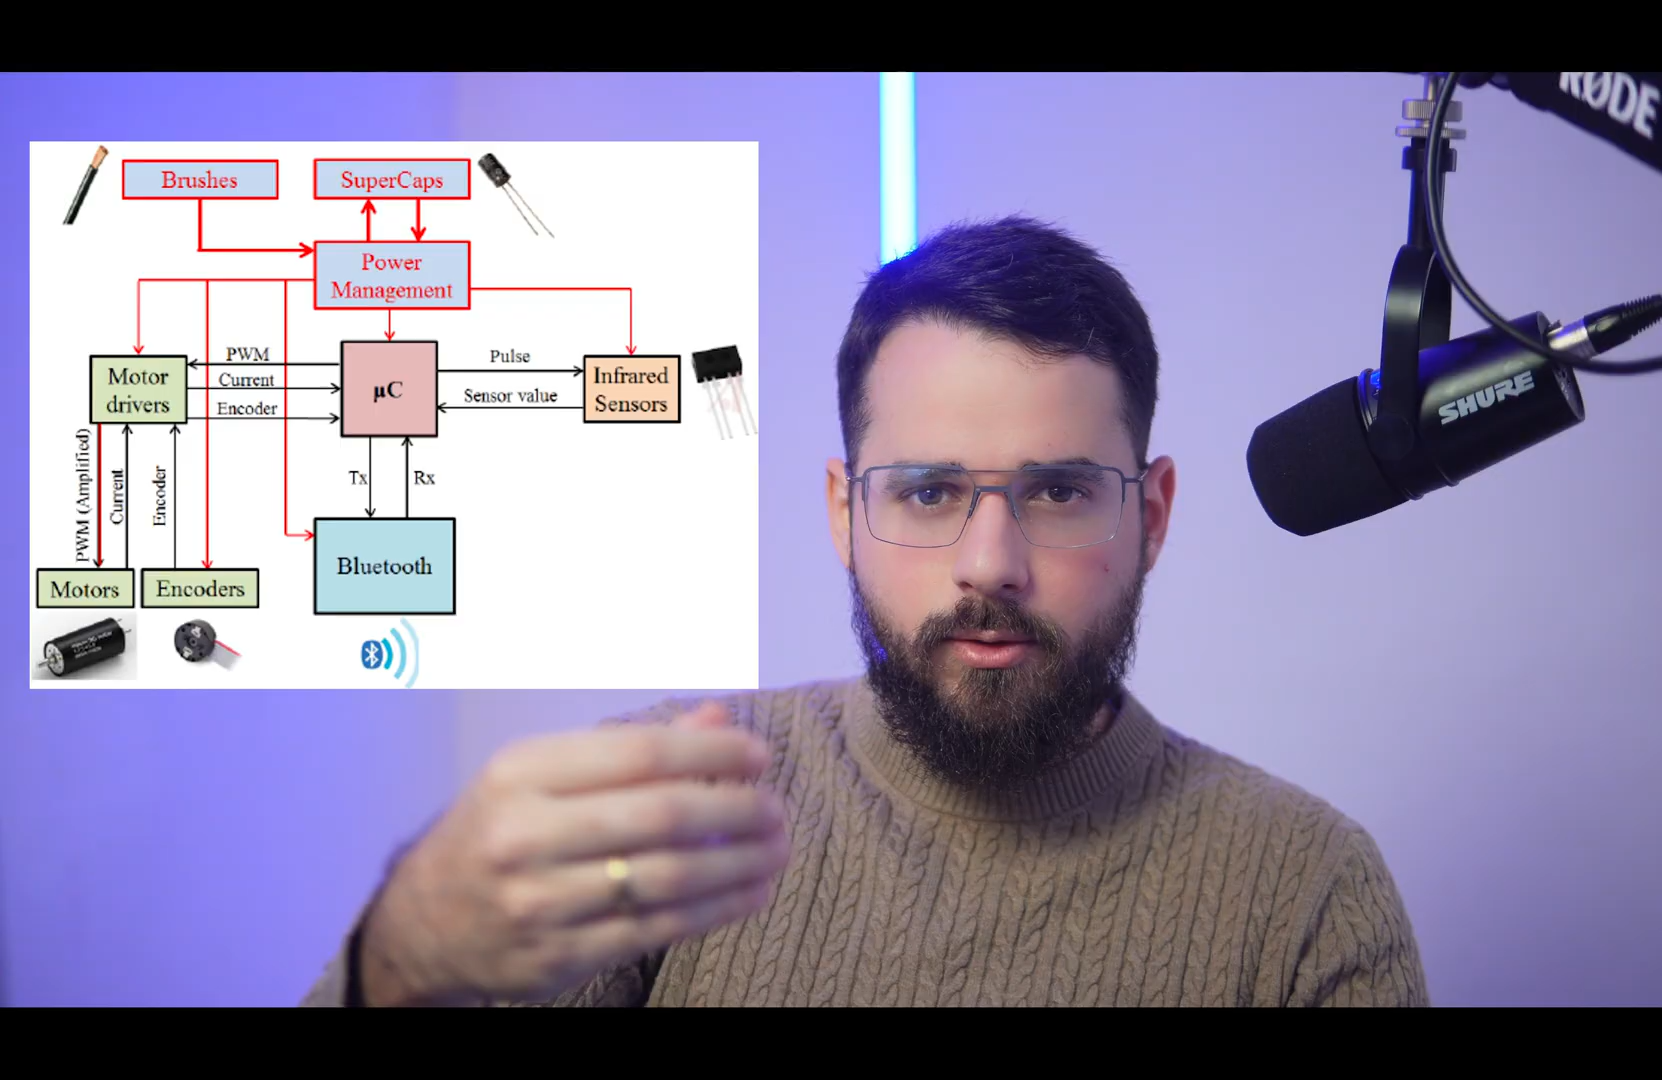 Brushes
SuperCaps
Power
Management
Motor
drivers
PWM
Current
Encoder
µC
Pulse
Sensor value
Infrared
Sensors
PWM (Amplified)
Current
Encoder
Tx
Rx
Motors
Encoders
Bluetooth
RØDE
SHURE